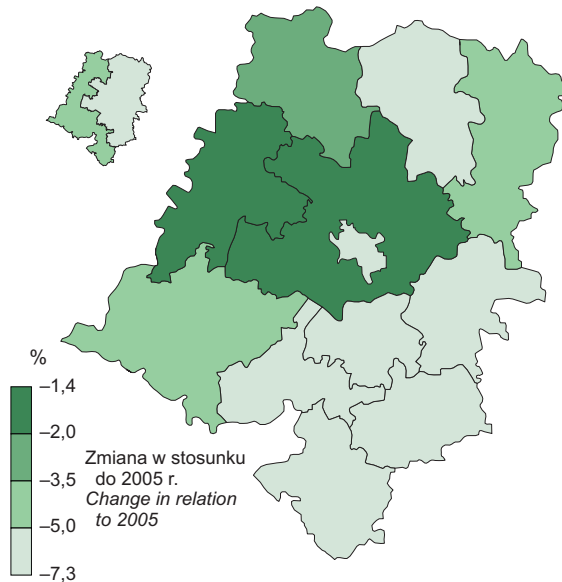 %
–1,4
–2,0
–3,5
–5,0
–7,3
Zmiana w stosunku
do 2005 r.
Change in relation
to 2005